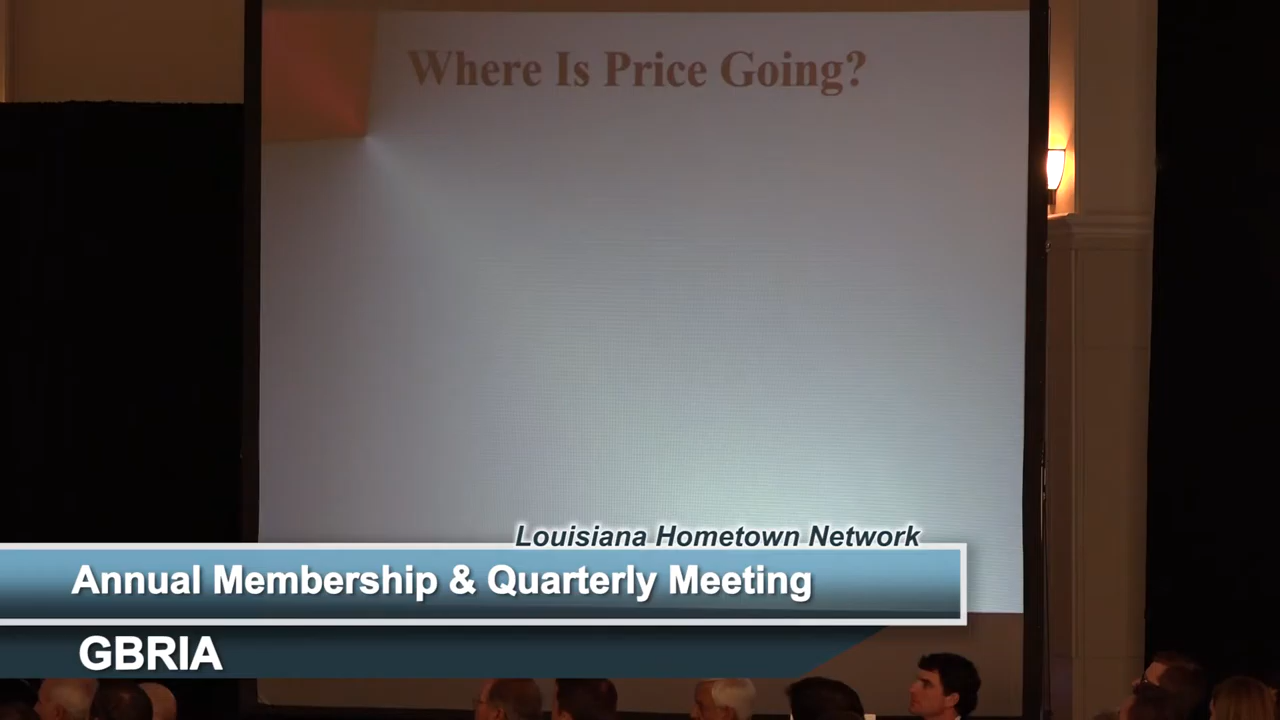 Where Is Price Going?
Louisiana Hometown Network
Annual Membership & Quarterly Meeting
GBRIA